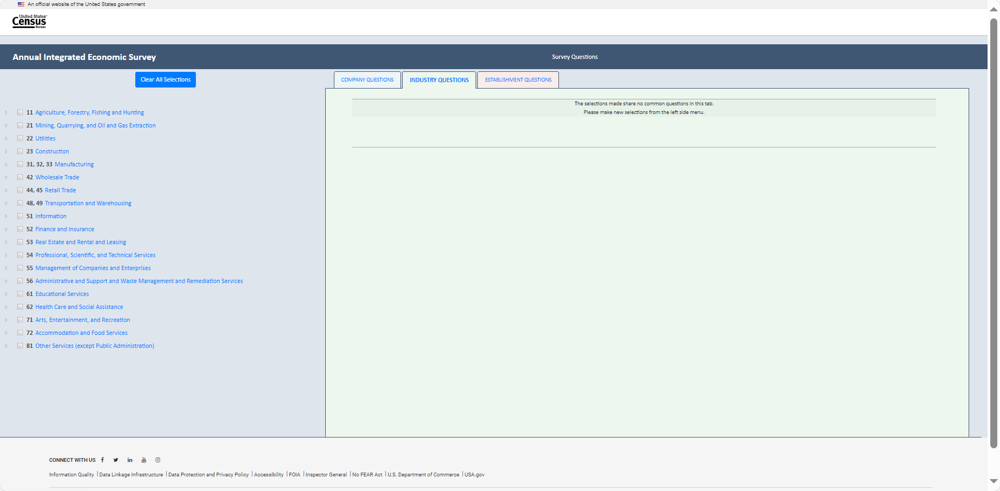 An official website of the United States government
United States®
Census
Bureau
Annual Integrated Economic Survey
Survey Questions
Clear All Selections
COMPANY QUESTIONS
INDUSTRY QUESTIONS
ESTABLISHMENT QUESTIONS
The selections made share no common questions in this tab.
Please make new selections from the left side menu.
11 Agriculture, Forestry, Fishing and Hunting
21 Mining, Quarrying, and Oil and Gas Extraction
22 Utilities
23 Construction
31, 32, 33 Manufacturing
42 Wholesale Trade
44, 45 Retail Trade
48, 49 Transportation and Warehousing
51 Information
52 Finance and Insurance
53 Real Estate and Rental and Leasing
54 Professional, Scientific, and Technical Services
55 Management of Companies and Enterprises
56 Administrative and Support and Waste Management and Remediation Services
61 Educational Services
62 Health Care and Social Assistance
71 Arts, Entertainment, and Recreation
72 Accommodation and Food Services
81 Other Services (except Public Administration)
CONNECT WITH US
Information Quality | Data Linkage Infrastructure | Data Protection and Privacy Policy | Accessibility | FOIA | Inspector General | No FEAR Act | U.S. Department of Commerce | USA.gov